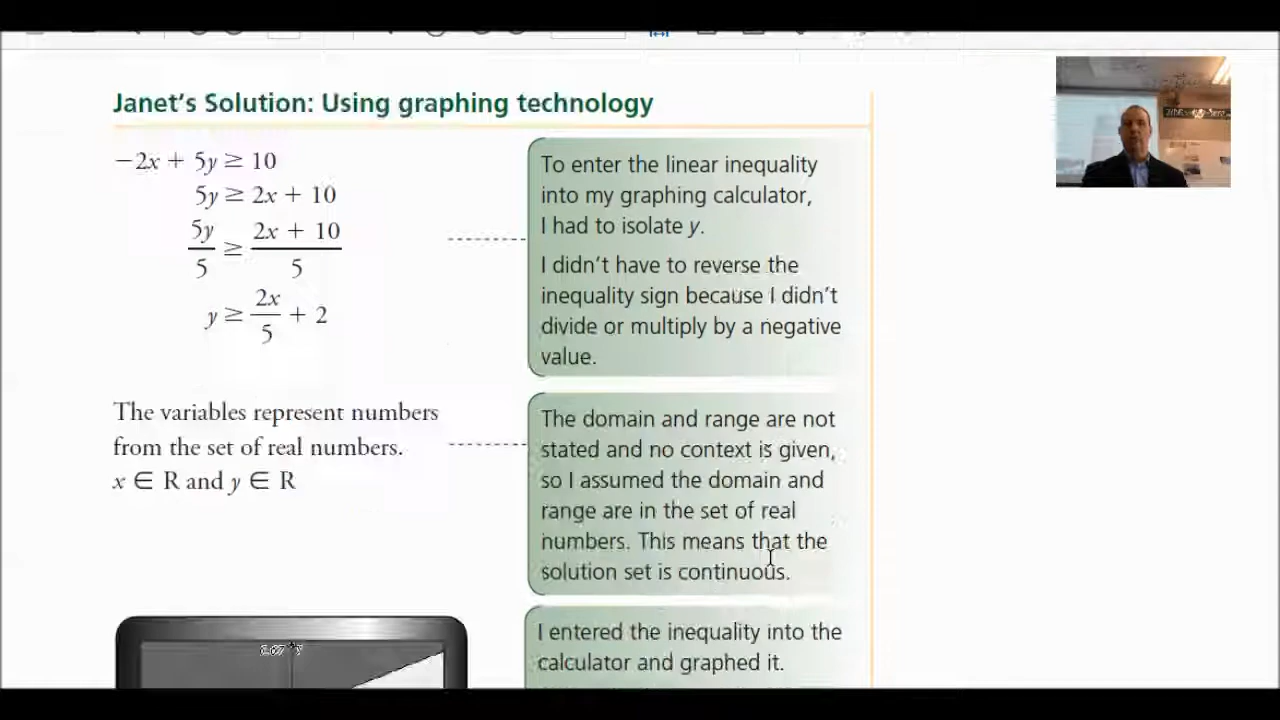 Janet's Solution: Using graphing technology
−2x + 5y ≥ 10
5y ≥ 2x + 10
5y/5 ≥ (2x + 10)/5
y ≥ 2x/5 + 2
To enter the linear inequality
into my graphing calculator,
I had to isolate y.
I didn't have to reverse the
inequality sign because I didn't
divide or multiply by a negative
value.
The variables represent numbers
from the set of real numbers.
x ∈ R and y ∈ R
The domain and range are not
stated and no context is given,
so I assumed the domain and
range are in the set of real
numbers. This means that the
solution set is continuous.
I entered the inequality into the
calculator and graphed it.